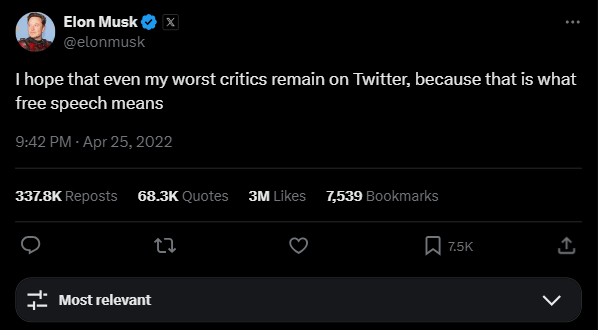 Elon Musk
@elonmusk
I hope that even my worst critics remain on Twitter, because that is what
free speech means
9:42 PM · Apr 25, 2022
337.8K Reposts 68.3K Quotes 3M Likes 7,539 Bookmarks
7.5K
Most relevant